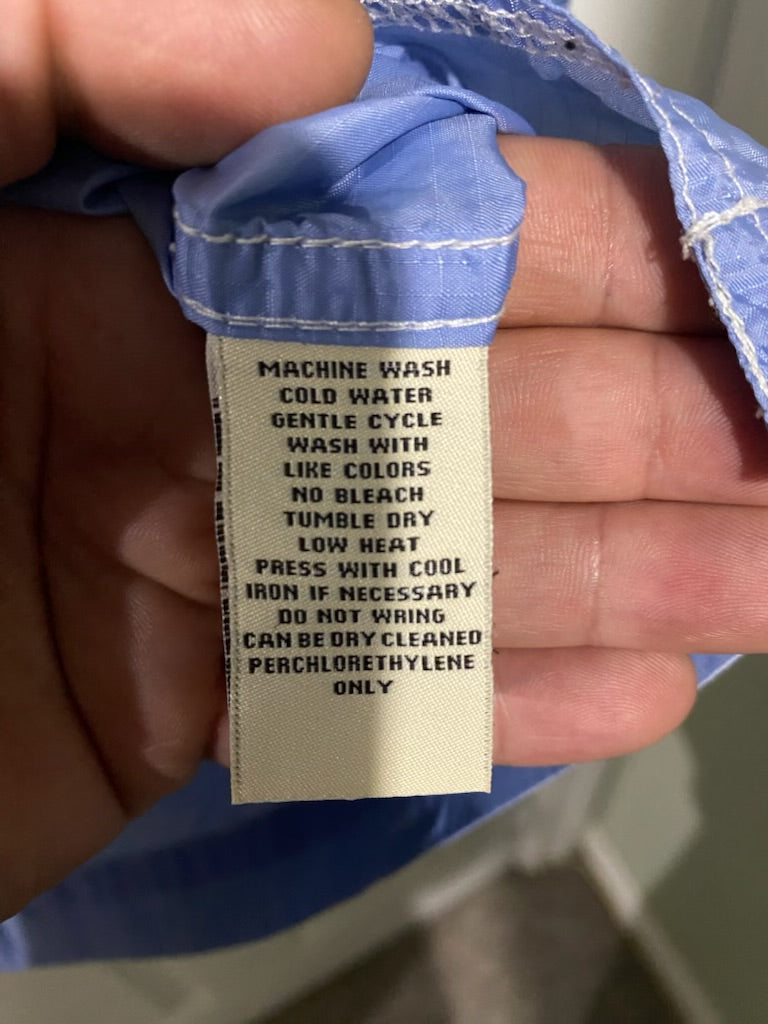 MACHINE WASH
COLD WATER
GENTLE CYCLE
WASH WITH
LIKE COLORS
NO BLEACH
TUMBLE DRY
LOW HEAT
PRESS WITH COOL
IRON IF NECESSARY
DO NOT WRING
CAN BE DRY CLEANED
PERCHLORETHYLENE
ONLY